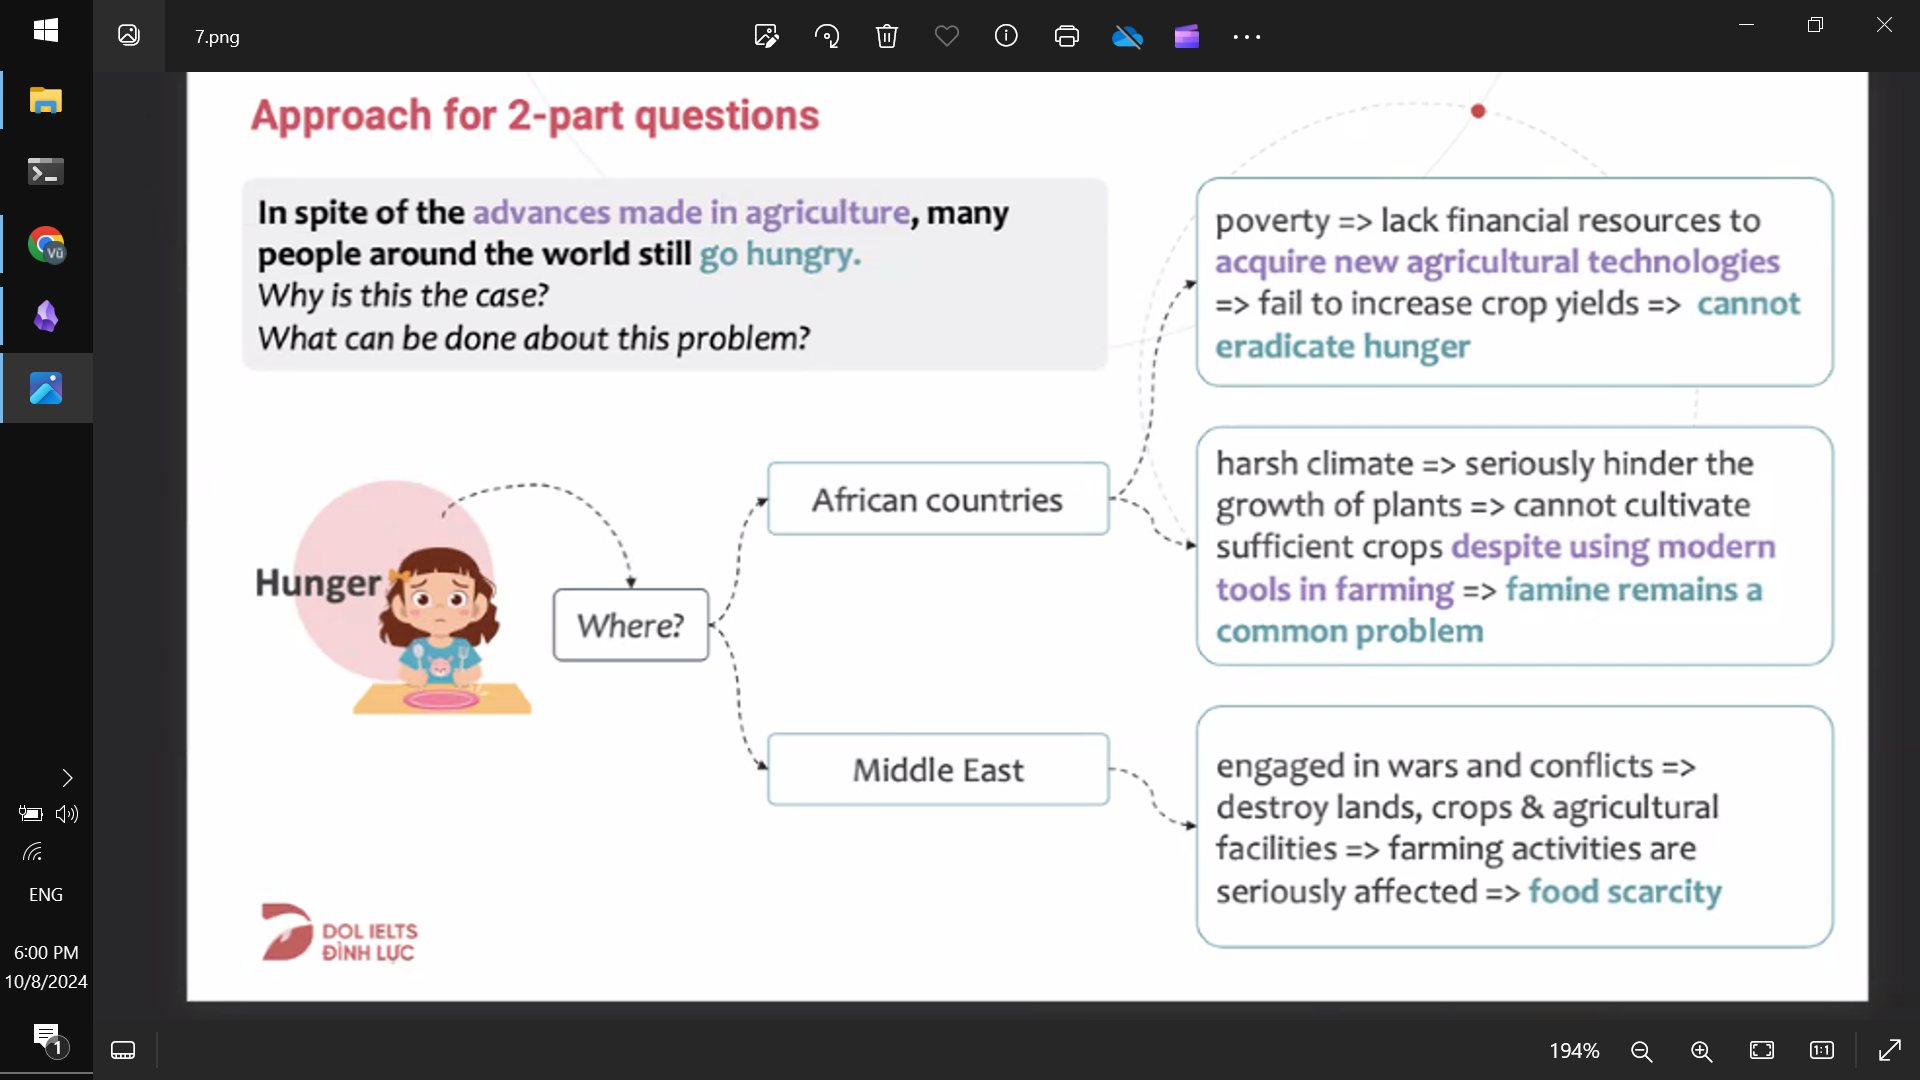 7.png
Approach for 2-part questions
In spite of the advances made in agriculture, many
people around the world still go hungry.
Why is this the case?
What can be done about this problem?
Hunger
Where?
African countries
Middle East
poverty => lack financial resources to
acquire new agricultural technologies
=> fail to increase crop yields => cannot
eradicate hunger
harsh climate => seriously hinder the
growth of plants => cannot cultivate
sufficient crops despite using modern
tools in farming => famine remains a
common problem
engaged in wars and conflicts =>
destroy lands, crops & agricultural
facilities => farming activities are
seriously affected => food scarcity
DOL IELTS
ĐÌNH LỰC
Vũ
ENG
6:00 PM
10/8/2024
1
194%
1:1